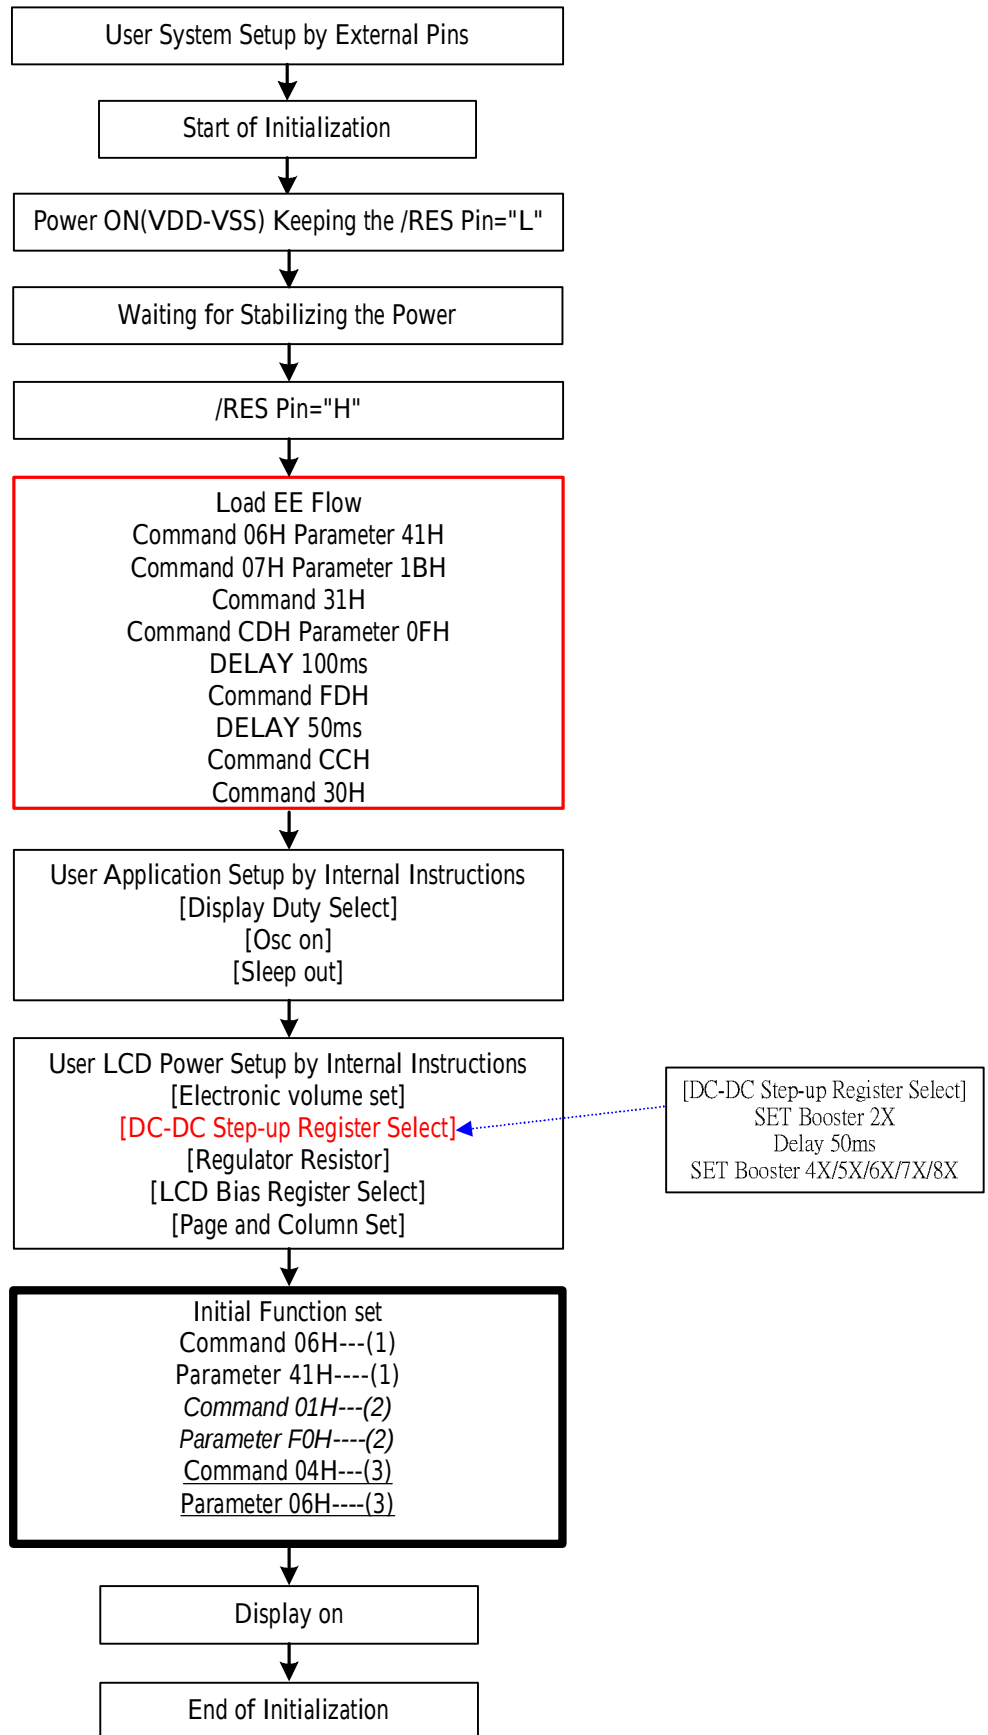 User System Setup by External Pins
Start of Initialization
Power ON(VDD-VSS) Keeping the /RES Pin="L"
Waiting for Stabilizing the Power
/RES Pin="H"
Load EE Flow
Command 06H Parameter 41H
Command 07H Parameter 1BH
Command 31H
Command CDH Parameter 0FH
DELAY 100ms
Command FDH
DELAY 50ms
Command CCH
Command 30H
User Application Setup by Internal Instructions
[Display Duty Select]
[Osc on]
[Sleep out]
User LCD Power Setup by Internal Instructions
[Electronic volume set]
[DC-DC Step-up Register Select]
[Regulator Resistor]
[LCD Bias Register Select]
[Page and Column Set]
[DC-DC Step-up Register Select]
SET Booster 2X
Delay 50ms
SET Booster 4X/5X/6X/7X/8X
Initial Function set
Command 06H---(1)
Parameter 41H----(1)
Command 01H---(2)
Parameter F0H----(2)
Command 04H---(3)
Parameter 06H----(3)
Display on
End of Initialization